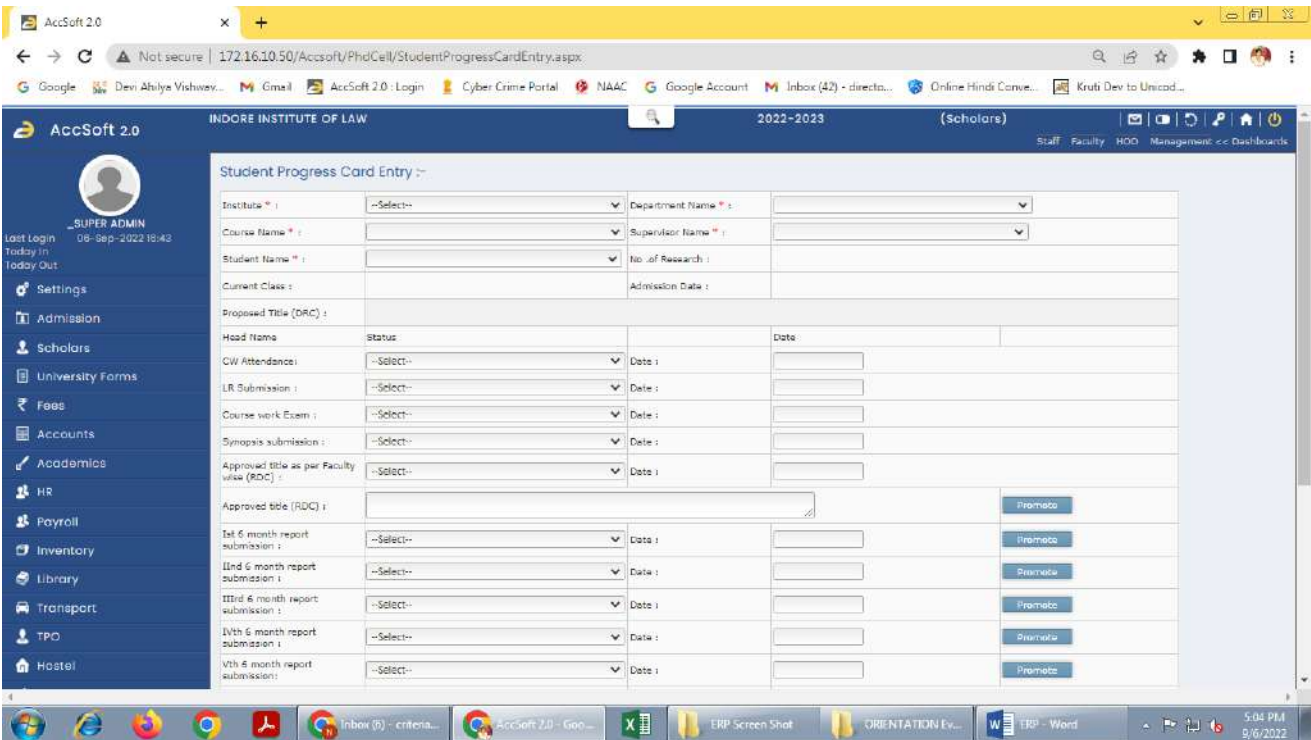 AccSoft 2.0
Not secure | 172.16.10.50/Accsoft/PhdCell/StudentProgressCardEntry.aspx
Google Devi Ahilya Vishwav... Gmail AccSoft 2.0 : Login Cyber Crime Portal NAAC Google Account Inbox (42) - directo... Online Hindi Conve... Kruti Dev to Unicod...
AccSoft 2.0
INDORE INSTITUTE OF LAW 2022-2023 (Scholars)
Staff Faculty HOD Management << Dashboards
_SUPER ADMIN
Last Login 06-Sep-2022 16:43
Today In
Today Out
Settings
Admission
Scholars
University Forms
Fees
Accounts
Academics
HR
Payroll
Inventory
Library
Transport
TPO
Hostel
Student Progress Card Entry :-
Institute * : --Select-- Department Name * :
Course Name * : Supervisor Name * :
Student Name * : No .of Research :
Current Class : Admission Date :
Proposed Title (DRC) :
Head Name Status Date
CW Attendance: --Select-- Date :
LR Submission : --Select-- Date :
Course work Exam : --Select-- Date :
Synopsis submission : --Select-- Date :
Approved title as per Faculty
wise (RDC) : --Select-- Date :
Approved title (RDC) : Promote
Ist 6 month report
submission : --Select-- Date : Promote
IInd 6 month report
submission : --Select-- Date : Promote
IIIrd 6 month report
submission : --Select-- Date : Promote
IVth 6 month report
submission : --Select-- Date : Promote
Vth 6 month report
submission: --Select-- Date : Promote
Inbox (6) - criteria... AccSoft 2.0 - Goo... ERP Screen Shot ORIENTATION Ev... ERP - Word
5:04 PM
9/6/2022